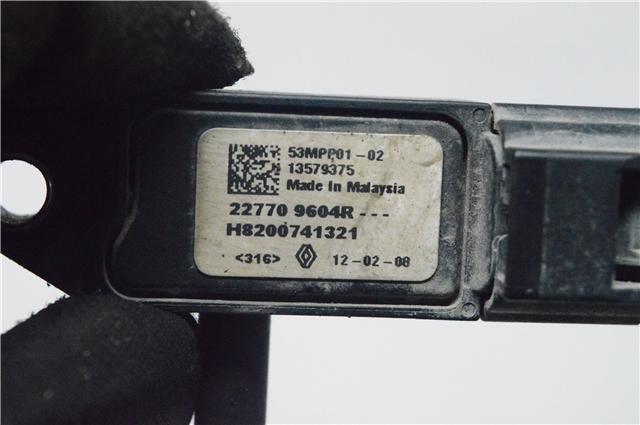 53MPP01-02
13579375
Made In Malaysia
22770 9604R ---
H8200741321
<316> 12-02-08